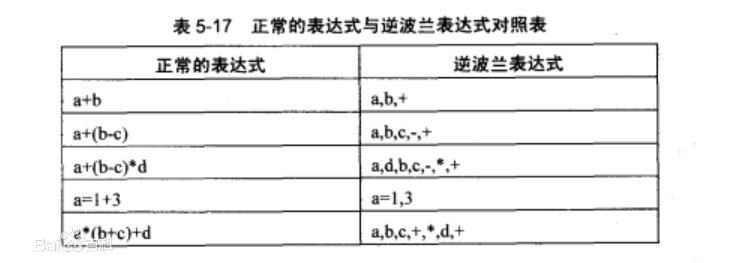 表 5-17 正常的表达式与逆波兰表达式对照表
正常的表达式 逆波兰表达式
a+b a,b,+
a+(b-c) a,b,c,-,+
a+(b-c)*d a,d,b,c,-,*,+
a=1+3 a=1,3
a*(b+c)+d a,b,c,+,*,d,+
Bai百科